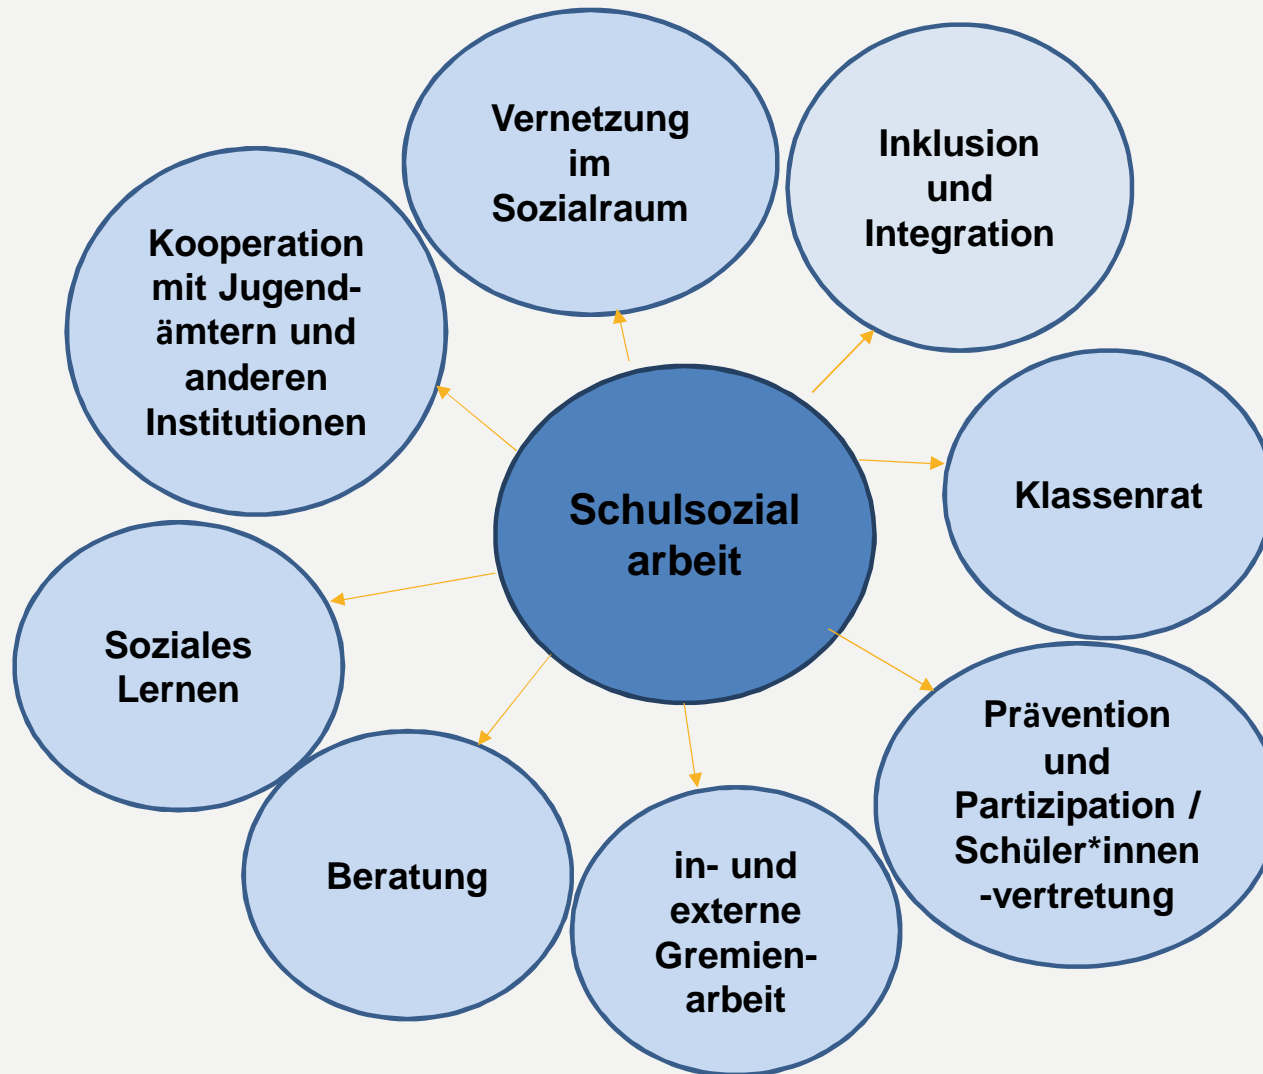 Vernetzung
im
Sozialraum
Inklusion
und
Integration
Kooperation
mit Jugend-
ämtern und
anderen
Institutionen
Schulsozial
arbeit
Klassenrat
Soziales
Lernen
Prävention
und
Partizipation /
Schüler*innen
-vertretung
Beratung
in- und
externe
Gremien-
arbeit